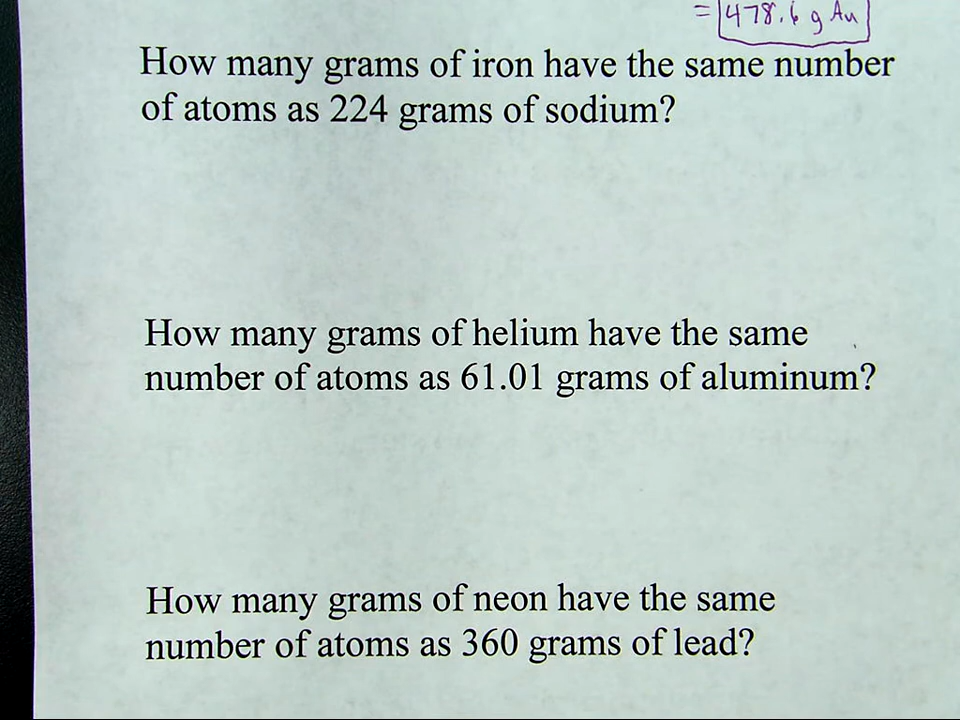 = 478.6 g Au
How many grams of iron have the same number
of atoms as 224 grams of sodium?
How many grams of helium have the same
number of atoms as 61.01 grams of aluminum?
How many grams of neon have the same
number of atoms as 360 grams of lead?